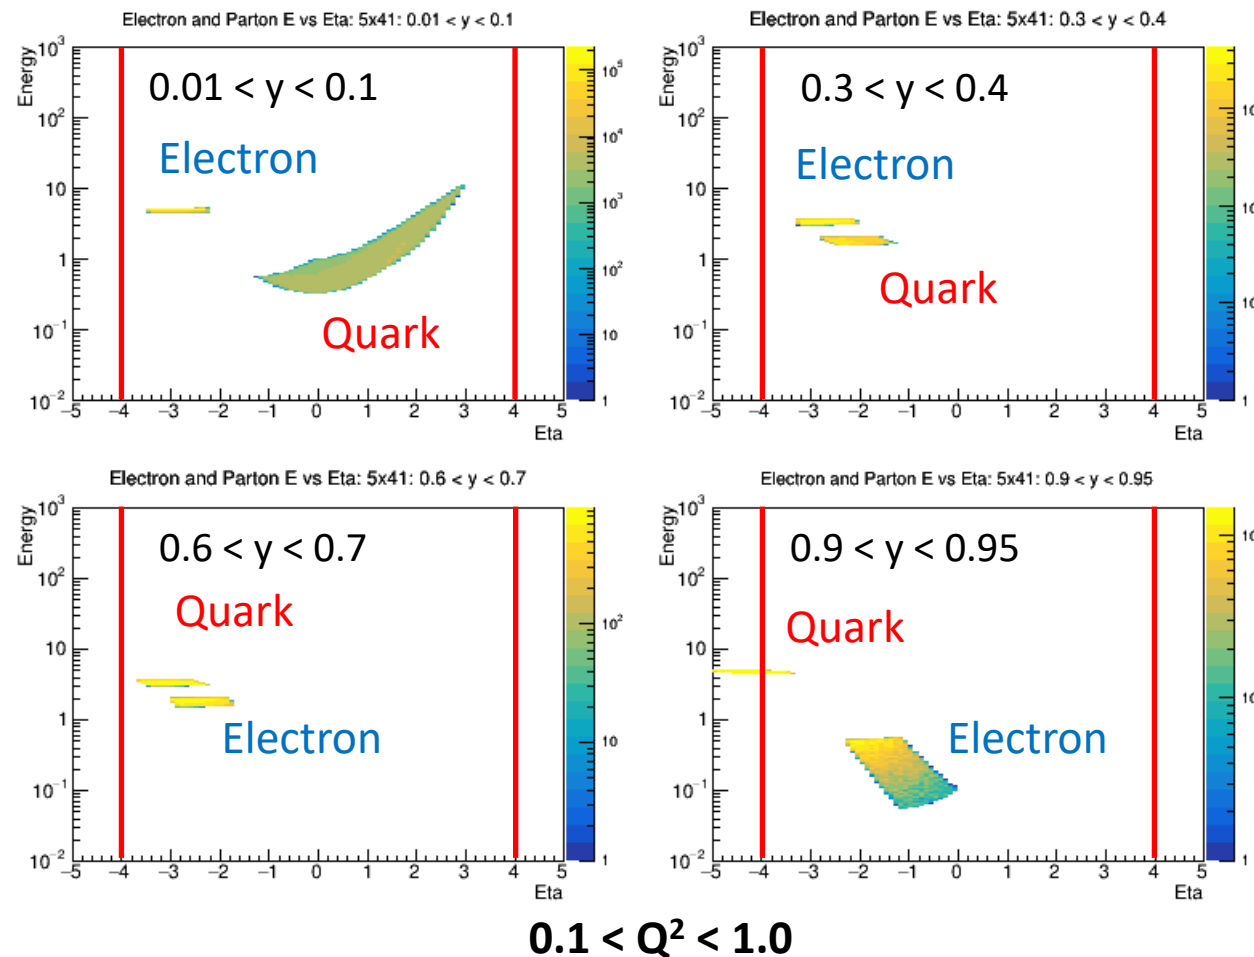 Electron and Parton E vs Eta: 5x41: 0.01 < y < 0.1
Energy
10³
10²
10
1
10⁻¹
10⁻²
0.01 < y < 0.1
Electron
Quark
−5 −4 −3 −2 −1 0 1 2 3 4 5
Eta
10⁵
10⁴
10³
10²
10
1
Electron and Parton E vs Eta: 5x41: 0.3 < y < 0.4
Energy
10³
10²
10
1
10⁻¹
10⁻²
0.3 < y < 0.4
Electron
Quark
−5 −4 −3 −2 −1 0 1 2 3 4 5
Eta
1
Electron and Parton E vs Eta: 5x41: 0.6 < y < 0.7
Energy
10³
10²
10
1
10⁻¹
10⁻²
0.6 < y < 0.7
Quark
Electron
−5 −4 −3 −2 −1 0 1 2 3 4 5
Eta
10²
10
1
Electron and Parton E vs Eta: 5x41: 0.9 < y < 0.95
Energy
10³
10²
10
1
10⁻¹
10⁻²
0.9 < y < 0.95
Quark
Electron
−5 −4 −3 −2 −1 0 1 2 3 4 5
Eta
1
0.1 < Q² < 1.0